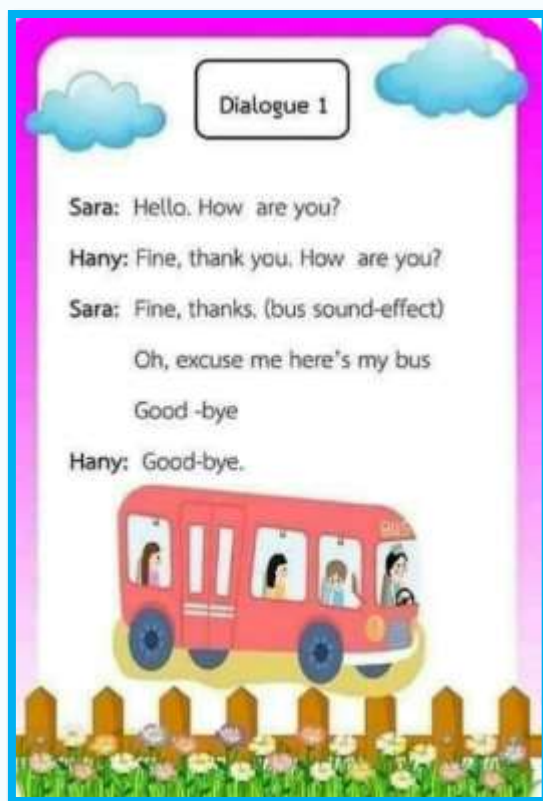 Dialogue 1
Sara: Hello. How are you?
Hany: Fine, thank you. How are you?
Sara: Fine, thanks. (bus sound-effect)
Oh, excuse me here's my bus
Good -bye
Hany: Good-bye.
BUS